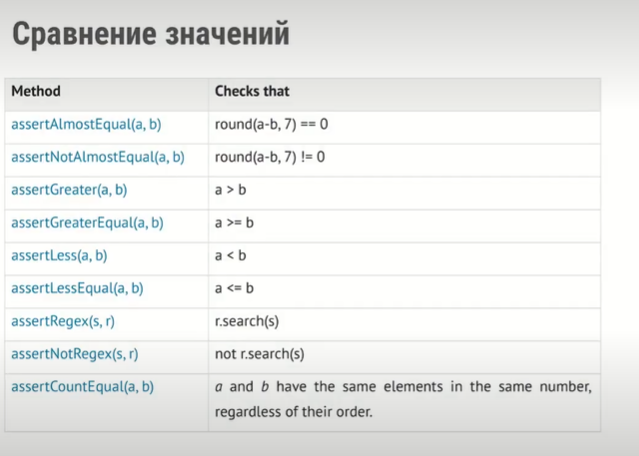 Сравнение значений
Method Checks that
assertAlmostEqual(a, b) round(a-b, 7) == 0
assertNotAlmostEqual(a, b) round(a-b, 7) != 0
assertGreater(a, b) a > b
assertGreaterEqual(a, b) a >= b
assertLess(a, b) a < b
assertLessEqual(a, b) a <= b
assertRegex(s, r) r.search(s)
assertNotRegex(s, r) not r.search(s)
assertCountEqual(a, b) a and b have the same elements in the same number,
regardless of their order.